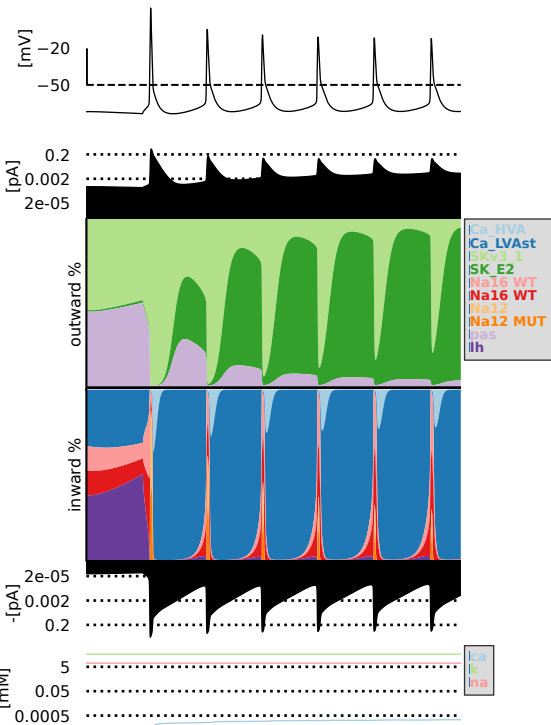 [mV]
−20
−50
[pA]
0.2
0.002
2e-05
outward %
Ca_HVA
Ca_LVAst
SKv3_1
SK_E2
Na16 WT
Na16 WT
Na12
Na12 MUT
pas
Ih
inward %
-[pA]
2e-05
0.002
0.2
[mM]
5
0.05
0.0005
ca
k
na